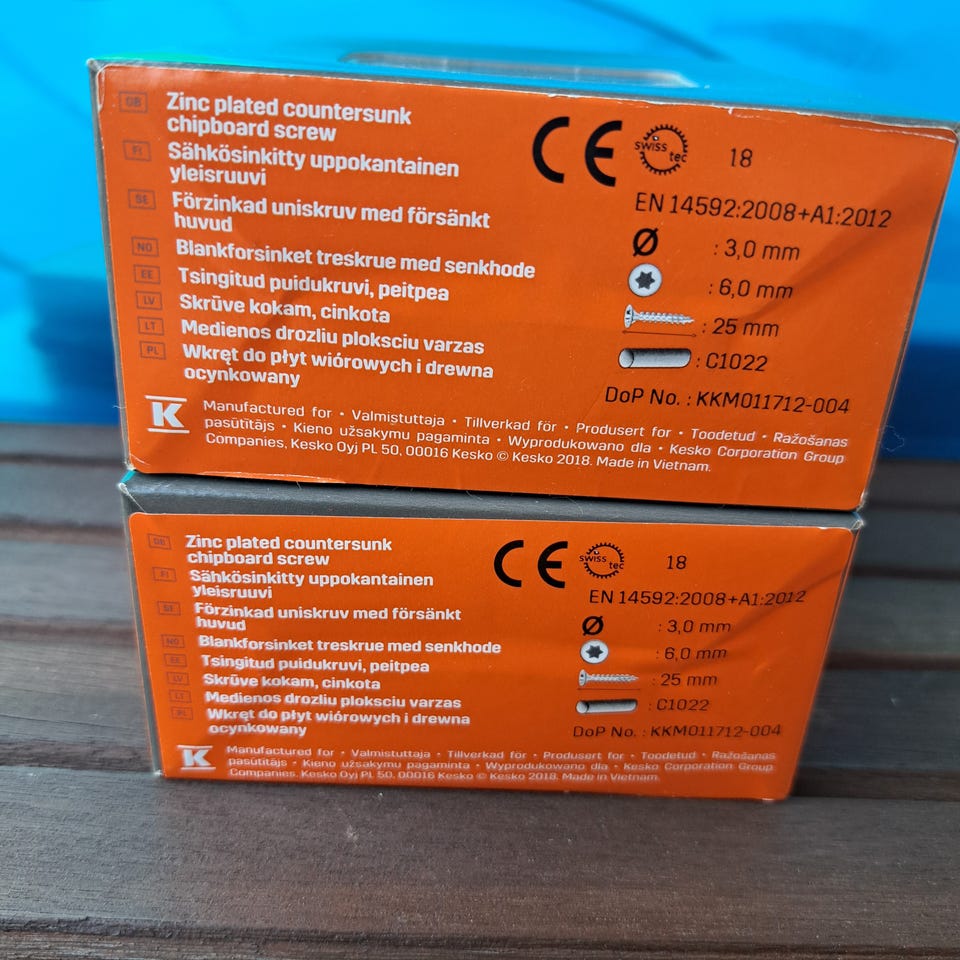 GB Zinc plated countersunk
chipboard screw
FI Sähkösinkitty uppokantainen
yleisruuvi
SE Förzinkad uniskruv med försänkt
huvud
NO Blankforsinket treskrue med senkhode
EE Tsingitud puidukruvi, peitpea
LV Skrūve kokam, cinkota
LT Medienos drozliu ploksciu varzas
PL Wkręt do płyt wiórowych i drewna
ocynkowany
CE swiss tec 18
EN 14592:2008+A1:2012
Ø : 3,0 mm
: 6,0 mm
: 25 mm
: C1022
DoP No. : KKM011712-004
K
Manufactured for • Valmistuttaja • Tillverkad för • Produsert for • Toodetud • Ražošanas
pasūtītājs • Kieno užsakymu pagaminta • Wyprodukowano dla • Kesko Corporation Group
Companies, Kesko Oyj PL 50, 00016 Kesko © Kesko 2018. Made in Vietnam.
GB Zinc plated countersunk
chipboard screw
FI Sähkösinkitty uppokantainen
yleisruuvi
SE Förzinkad uniskruv med försänkt
huvud
NO Blankforsinket treskrue med senkhode
EE Tsingitud puidukruvi, peitpea
LV Skrūve kokam, cinkota
LT Medienos drozliu ploksciu varzas
PL Wkręt do płyt wiórowych i drewna
ocynkowany
CE swiss tec 18
EN 14592:2008+A1:2012
Ø : 3,0 mm
: 6,0 mm
: 25 mm
: C1022
DoP No. : KKM011712-004
K
Manufactured for • Valmistuttaja • Tillverkad för • Produsert for • Toodetud • Ražošanas
pasūtītājs • Kieno užsakymu pagaminta • Wyprodukowano dla • Kesko Corporation Group
Companies, Kesko Oyj PL 50, 00016 Kesko © Kesko 2018. Made in Vietnam.